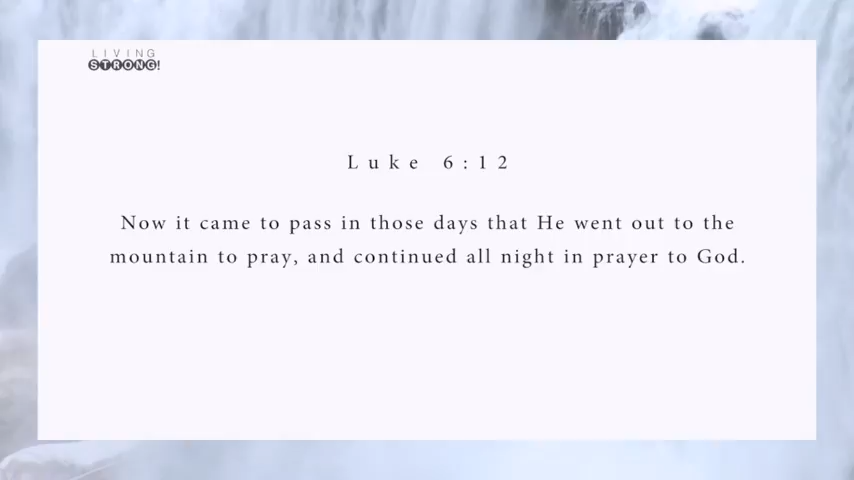 LIVING
STRONG!
Luke 6:12
Now it came to pass in those days that He went out to the
mountain to pray, and continued all night in prayer to God.